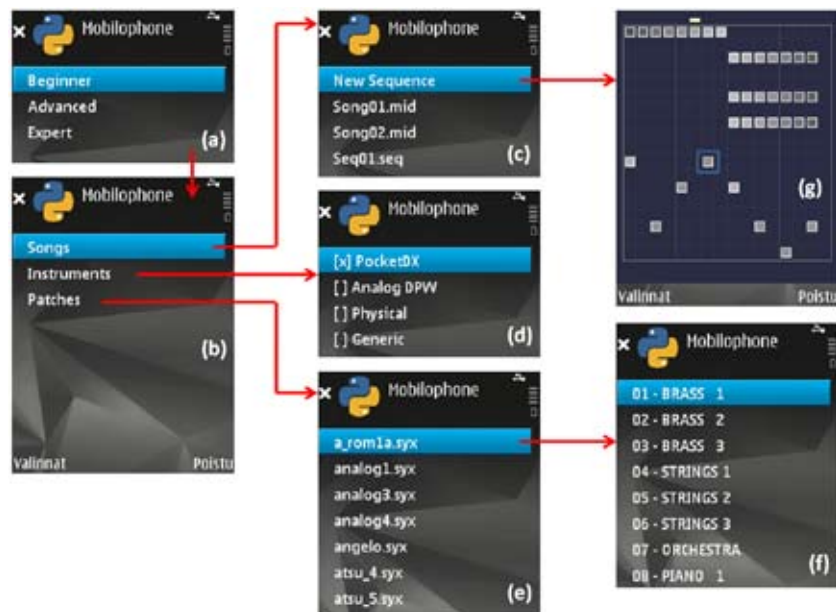 Mobilophone
Beginner
Advanced
Expert
(a)
Mobilophone
Songs
Instruments
Patches
(b)
Valinnat Poistu
Mobilophone
New Sequence
Song01.mid
Song02.mid
Seq01.seq
(c)
Mobilophone
[x] PocketDX
[ ] Analog DPW
[ ] Physical
[ ] Generic
(d)
Mobilophone
a_rom1a.syx
analog1.syx
analog3.syx
analog4.syx
angelo.syx
atsu_4.syx
atsu_5.syx
(e)
(g)
Valinnat Poistu
Mobilophone
01 - BRASS 1
02 - BRASS 2
03 - BRASS 3
04 - STRINGS 1
05 - STRINGS 2
06 - STRINGS 3
07 - ORCHESTRA
08 - PIANO 1
(f)